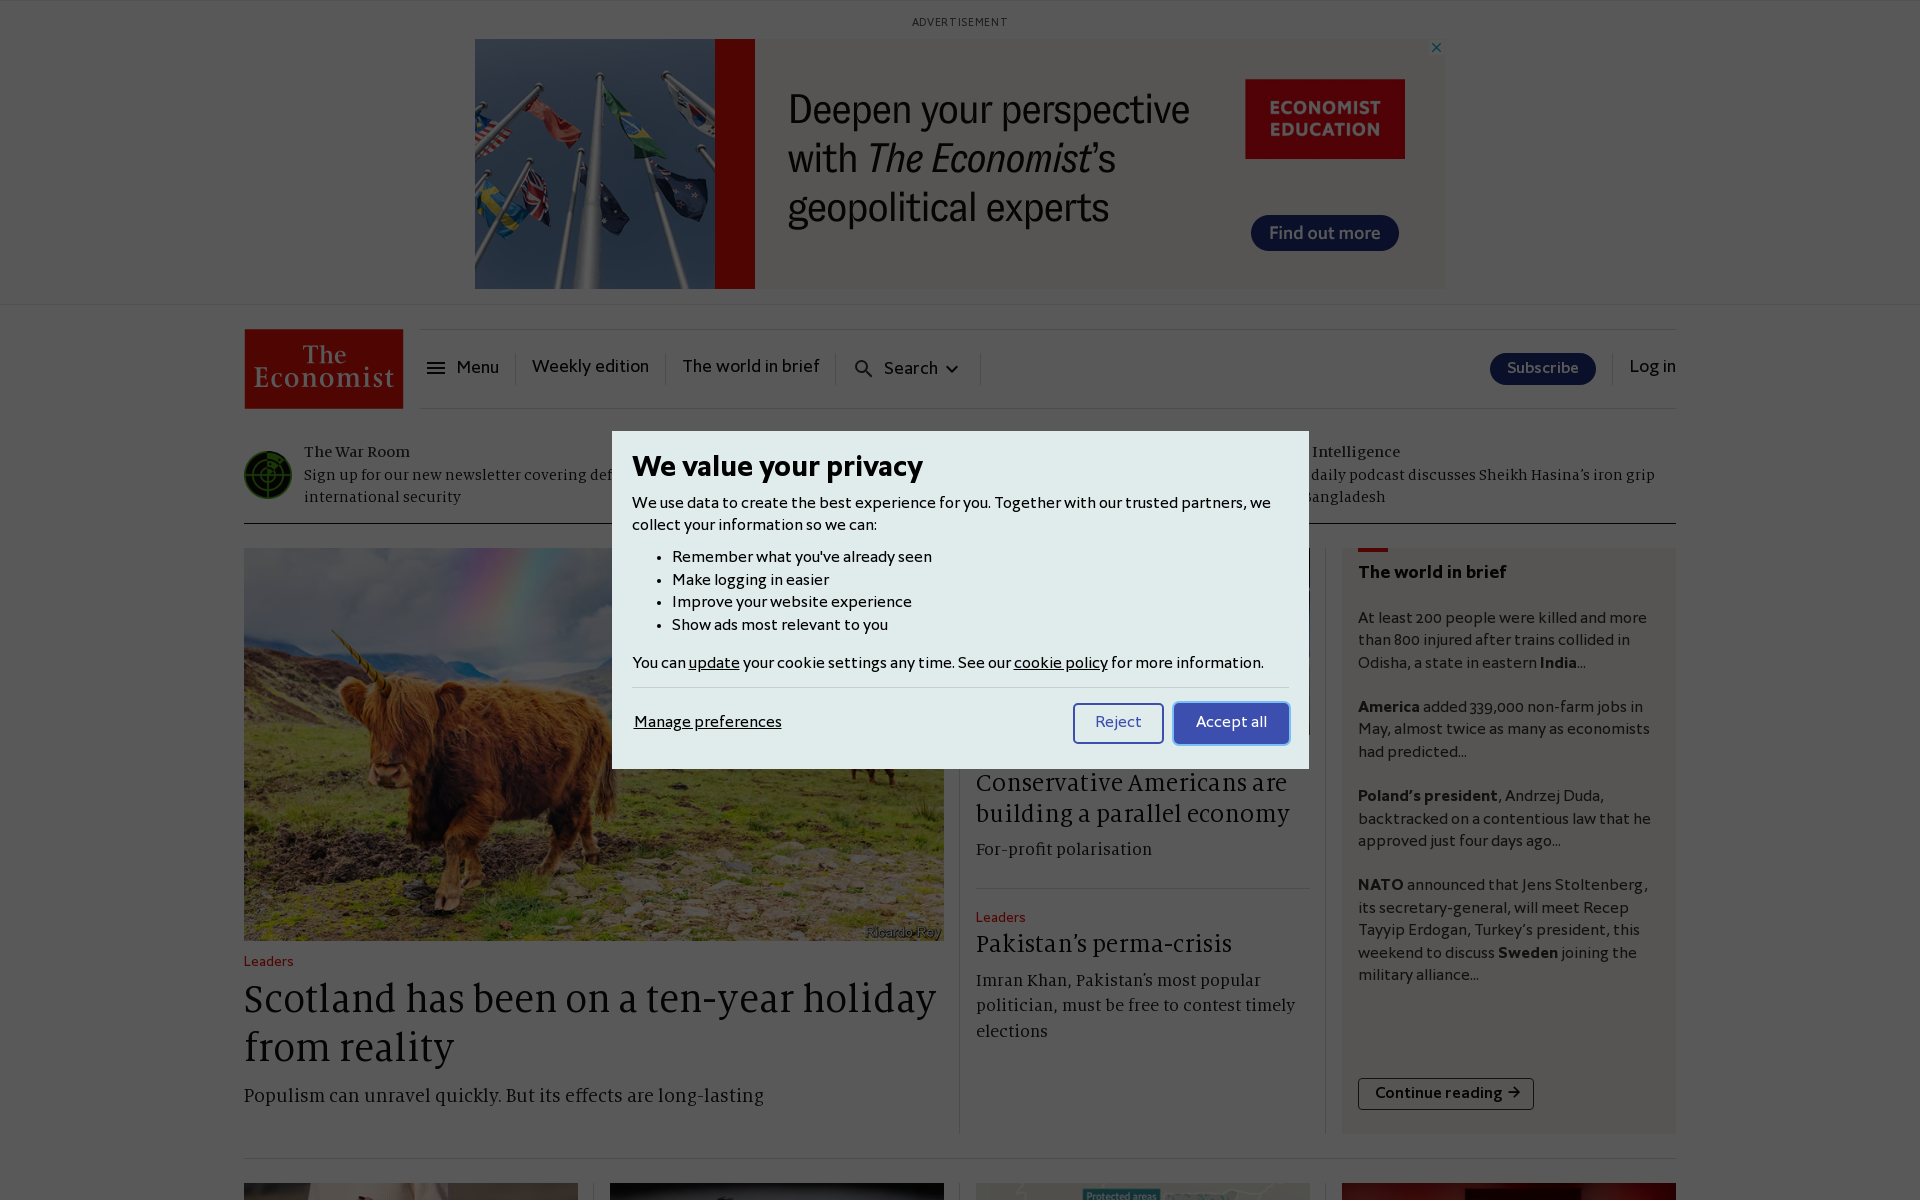 ADVERTISEMENT
Deepen your perspective
with The Economist's
geopolitical experts
ECONOMIST
EDUCATION
Find out more
The
Economist
Menu
Weekly edition
The world in brief
Search
Subscribe
Log in
The War Room
Sign up for our new newsletter covering
international security
Intelligence
daily podcast discusses Sheikh Hasina's iron grip
Bangladesh
We value your privacy
We use data to create the best experience for you. Together with our trusted partners, we
collect your information so we can:
• Remember what you've already seen
• Make logging in easier
• Improve your website experience
• Show ads most relevant to you
You can update your cookie settings any time. See our cookie policy for more information.
Manage preferences
Reject
Accept all
Ricardo Rey
Leaders
Scotland has been on a ten-year holiday
from reality
Populism can unravel quickly. But its effects are long-lasting
Conservative Americans are
building a parallel economy
For-profit polarisation
Leaders
Pakistan's perma-crisis
Imran Khan, Pakistan's most popular
politician, must be free to contest timely
elections
The world in brief
At least 200 people were killed and more
than 800 injured after trains collided in
Odisha, a state in eastern India...
America added 339,000 non-farm jobs in
May, almost twice as many as economists
had predicted...
Poland's president, Andrzej Duda,
backtracked on a contentious law that he
approved just four days ago...
NATO announced that Jens Stoltenberg,
its secretary-general, will meet Recep
Tayyip Erdogan, Turkey's president, this
weekend to discuss Sweden joining the
military alliance...
Continue reading →
Protected areas